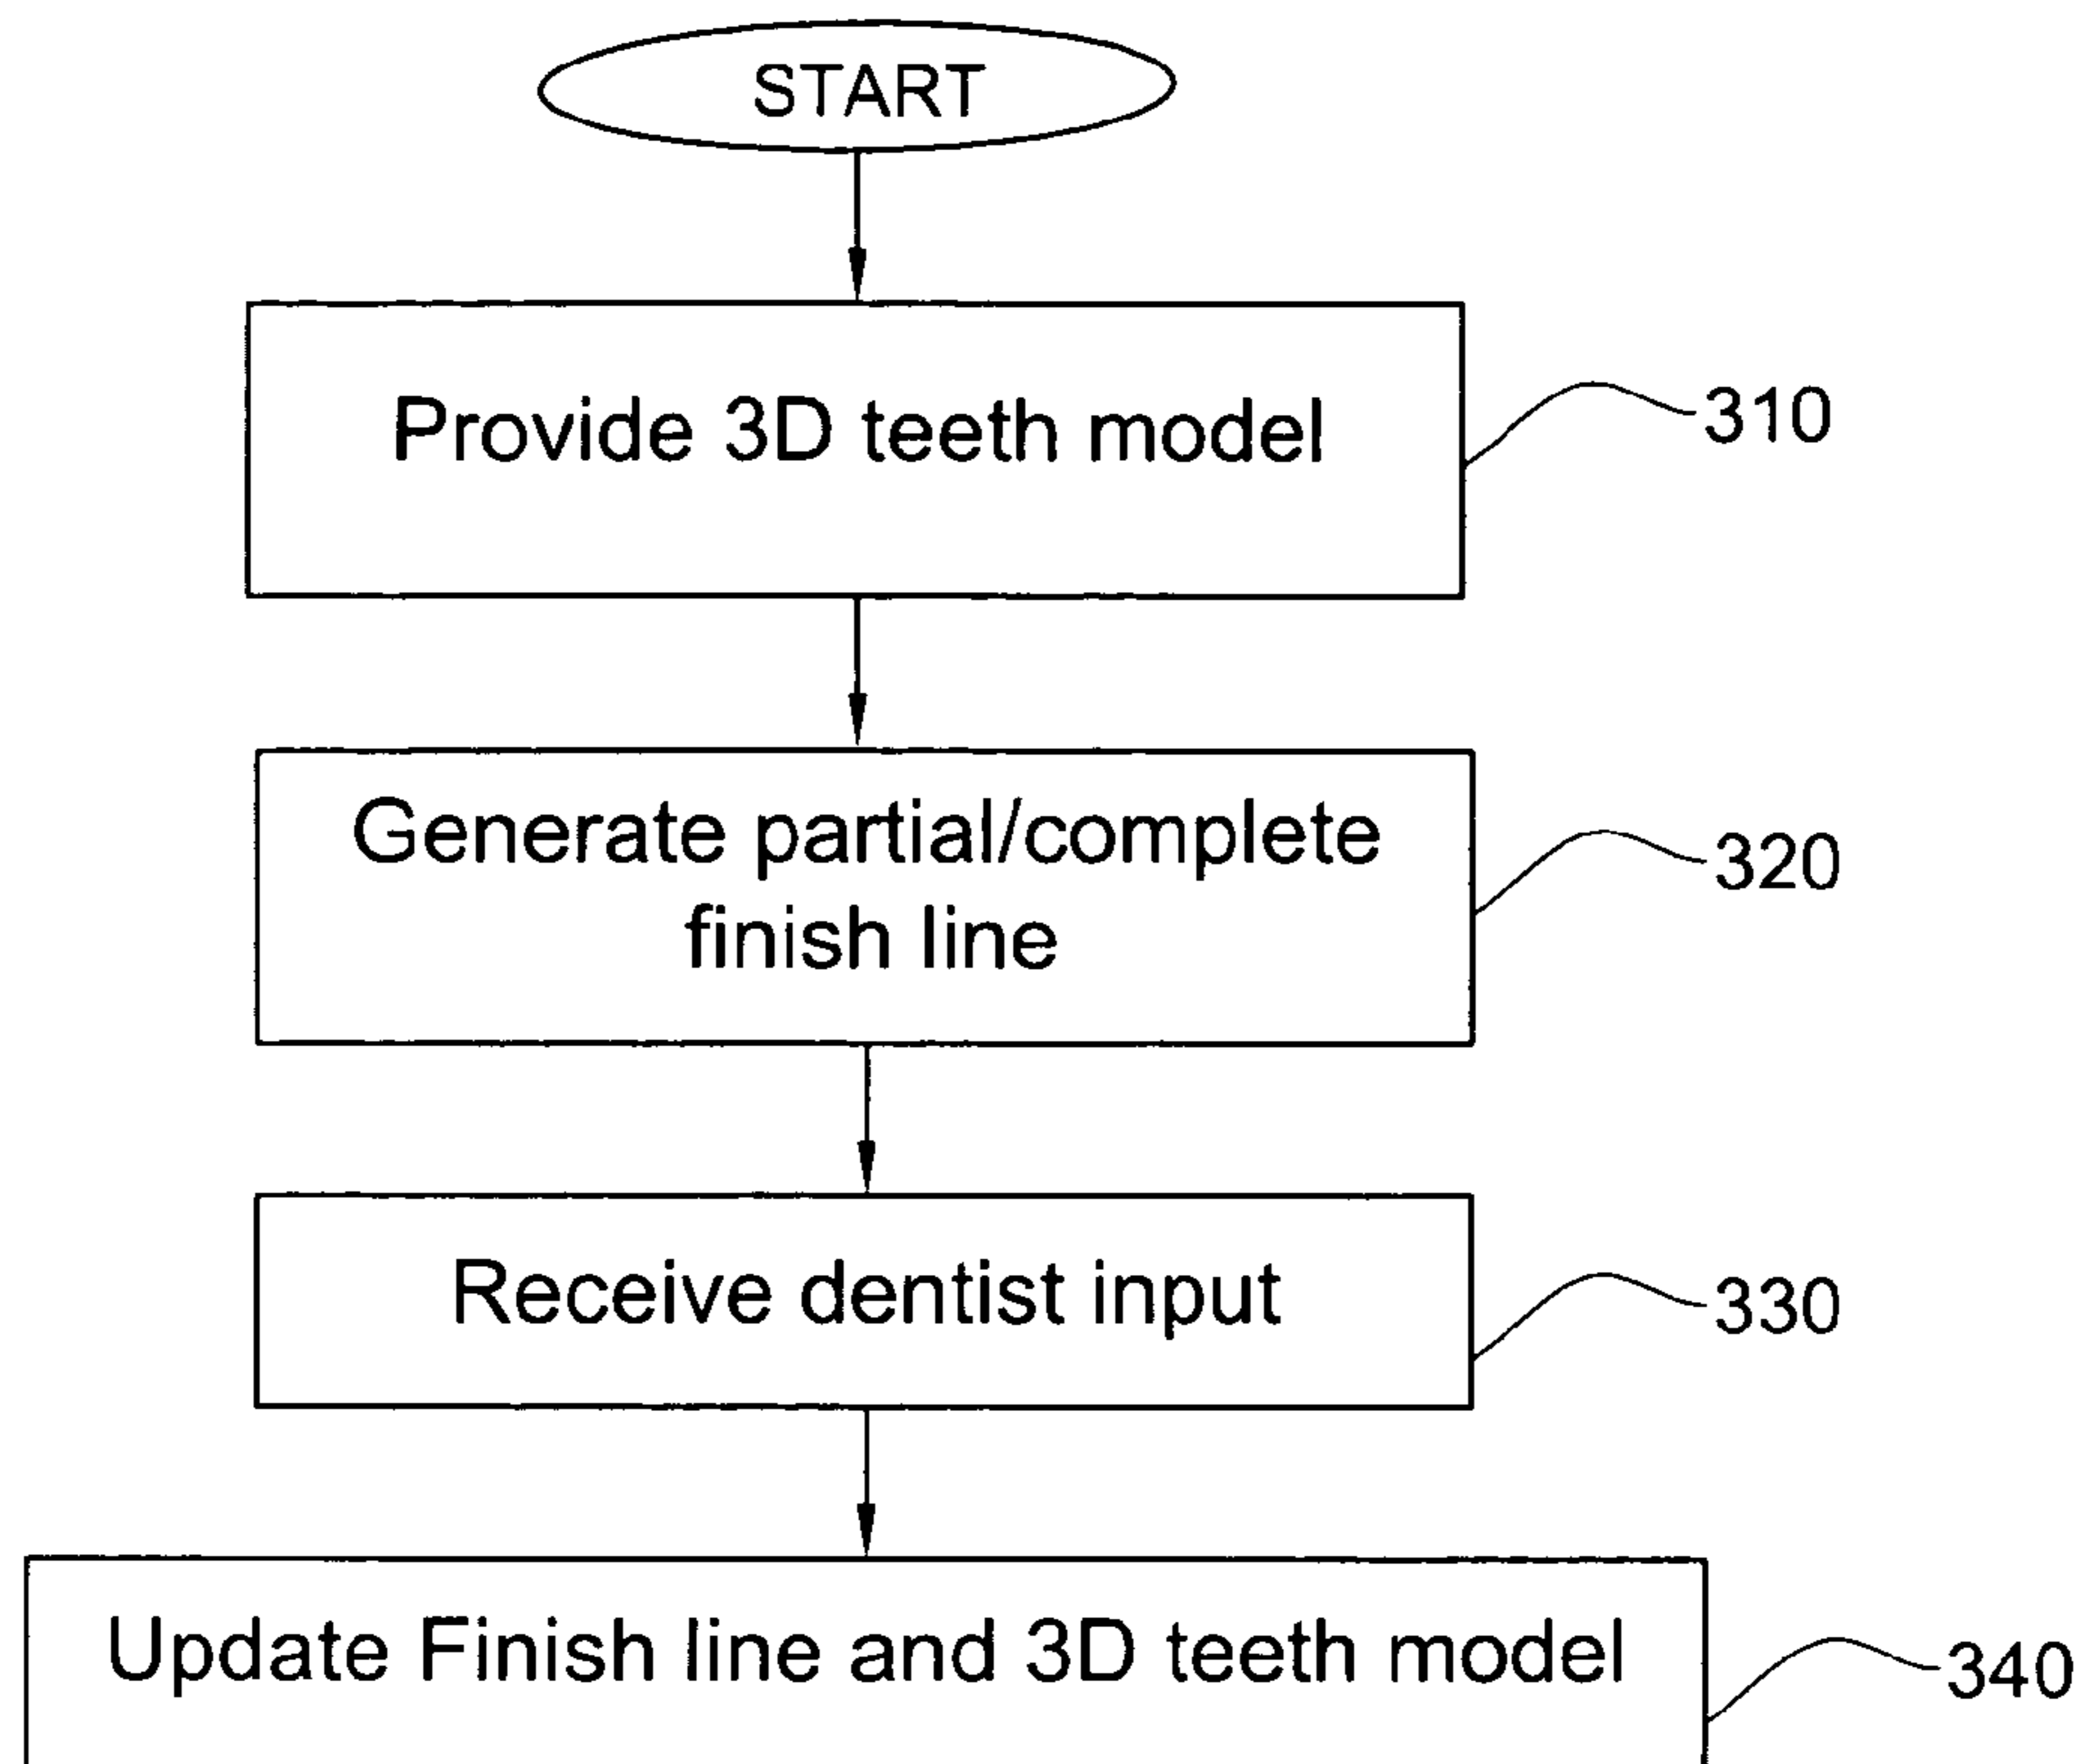 START
Provide 3D teeth model
310
Generate partial/complete
finish line
320
Receive dentist input
330
Update Finish line and 3D teeth model
340